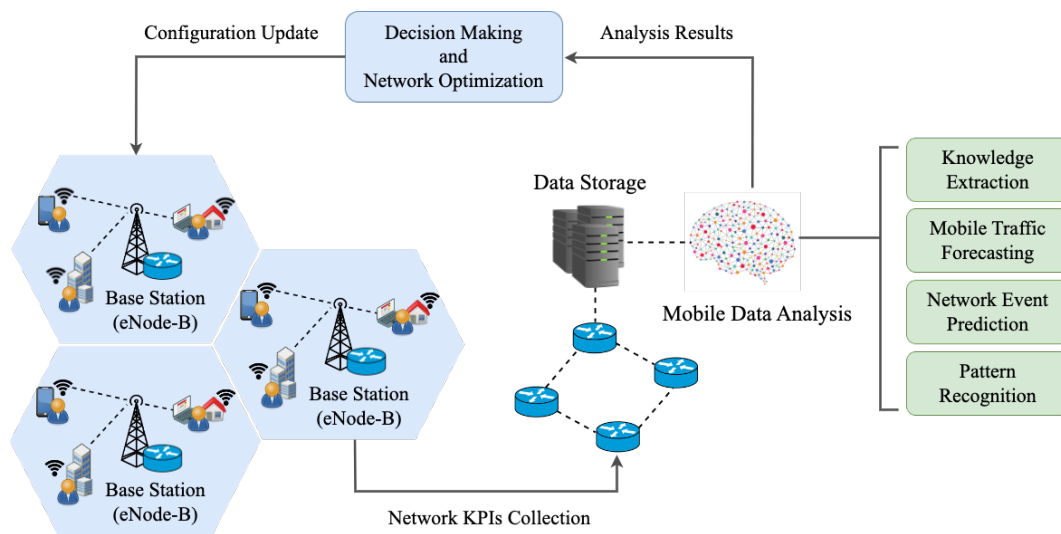 Configuration Update
Decision Making
and
Network Optimization
Analysis Results
Data Storage
Mobile Data Analysis
Knowledge
Extraction
Mobile Traffic
Forecasting
Network Event
Prediction
Pattern
Recognition
Base Station
(eNode-B)
Base Station
(eNode-B)
Base Station
(eNode-B)
Network KPIs Collection